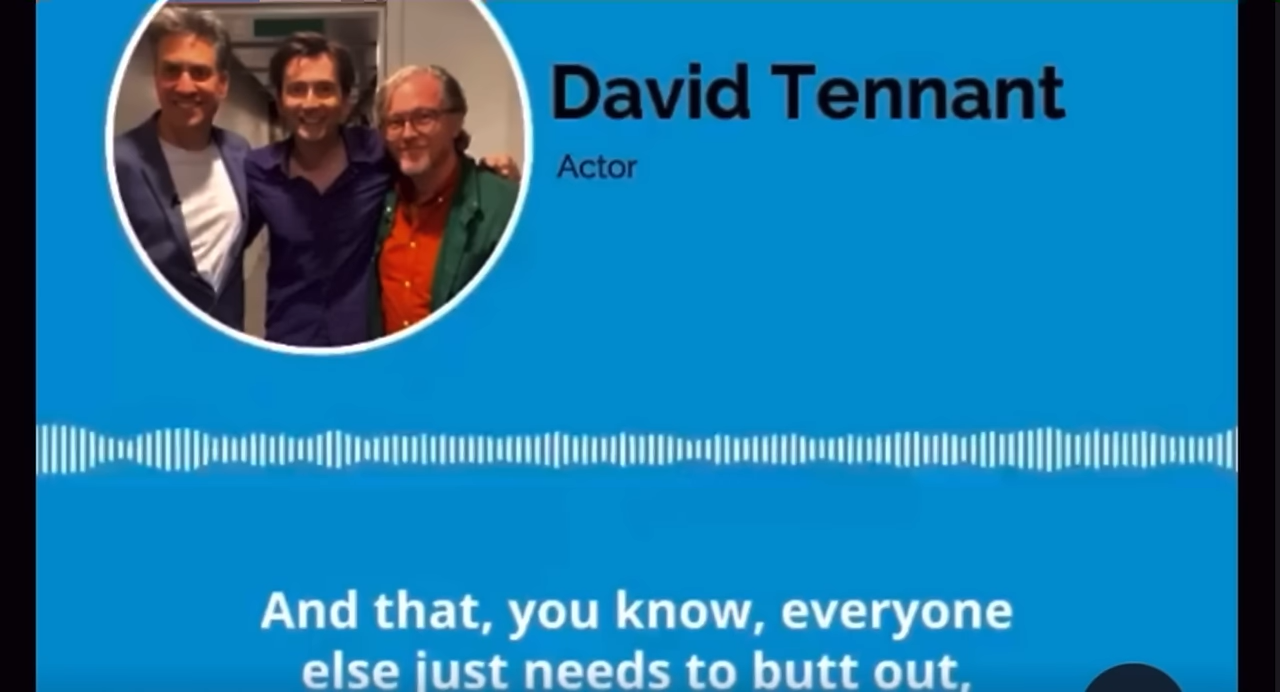 David Tennant
Actor
And that, you know, everyone
else just needs to butt out,